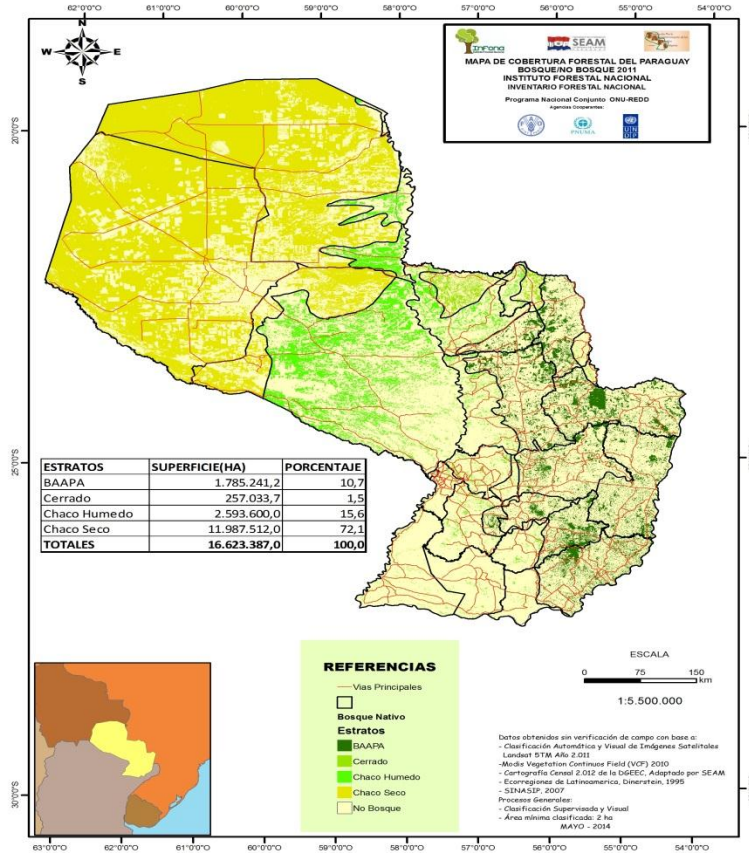 62°0'0"O 61°0'0"O 60°0'0"O 59°0'0"O 58°0'0"O 57°0'0"O 56°0'0"O 55°0'0"O 54°0'0"O
N
W E
S
InFona
SEAM
MAPA DE COBERTURA FORESTAL DEL PARAGUAY
BOSQUE/NO BOSQUE 2011
INSTITUTO FORESTAL NACIONAL
INVENTARIO FORESTAL NACIONAL
Programa Nacional Conjunto ONU-REDD
Agencias Cooperantes:
FAO
PNUMA
UNDP
20°0'0"S
25°0'0"S
30°0'0"S
ESTRATOS SUPERFICIE(HA) PORCENTAJE
BAAPA 1.785.241,2 10,7
Cerrado 257.033,7 1,5
Chaco Humedo 2.593.600,0 15,6
Chaco Seco 11.987.512,0 72,1
TOTALES 16.623.387,0 100,0
REFERENCIAS
Vias Principales
Bosque Nativo
Estratos
BAAPA
Cerrado
Chaco Humedo
Chaco Seco
No Bosque
ESCALA
0 75 150
km
1:5.500.000
Datos obtenidos sin verificación de campo con base a:
- Clasificación Automática y Visual de Imágenes Satelitales
Landsat 5TM Año 2.011
-Modis Vegetation Continuos Field (VCF) 2010
- Cartografía Censal 2.012 de la DGEEC, Adaptado por SEAM
- Ecorregiones de Latinoamerica, Dinerstein, 1995
- SINASIP, 2007
Procesos Generales:
- Clasificación Supervisada y Visual
- Área mínima clasificada: 2 ha
MAYO - 2014
63°0'0"O 62°0'0"O 61°0'0"O 60°0'0"O 59°0'0"O 58°0'0"O 57°0'0"O 56°0'0"O 55°0'0"O 54°0'0"O